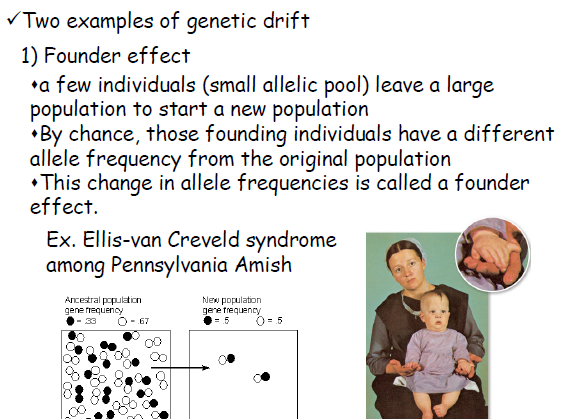 ✓Two examples of genetic drift
1) Founder effect
⬧a few individuals (small allelic pool) leave a large
population to start a new population
⬧By chance, those founding individuals have a different
allele frequency from the original population
⬧This change in allele frequencies is called a founder
effect.
Ex. Ellis-van Creveld syndrome
among Pennsylvania Amish
Ancestral population
gene frequency
● = .33 ○ = .67
New population
gene frequency
● = .5 ○ = .5